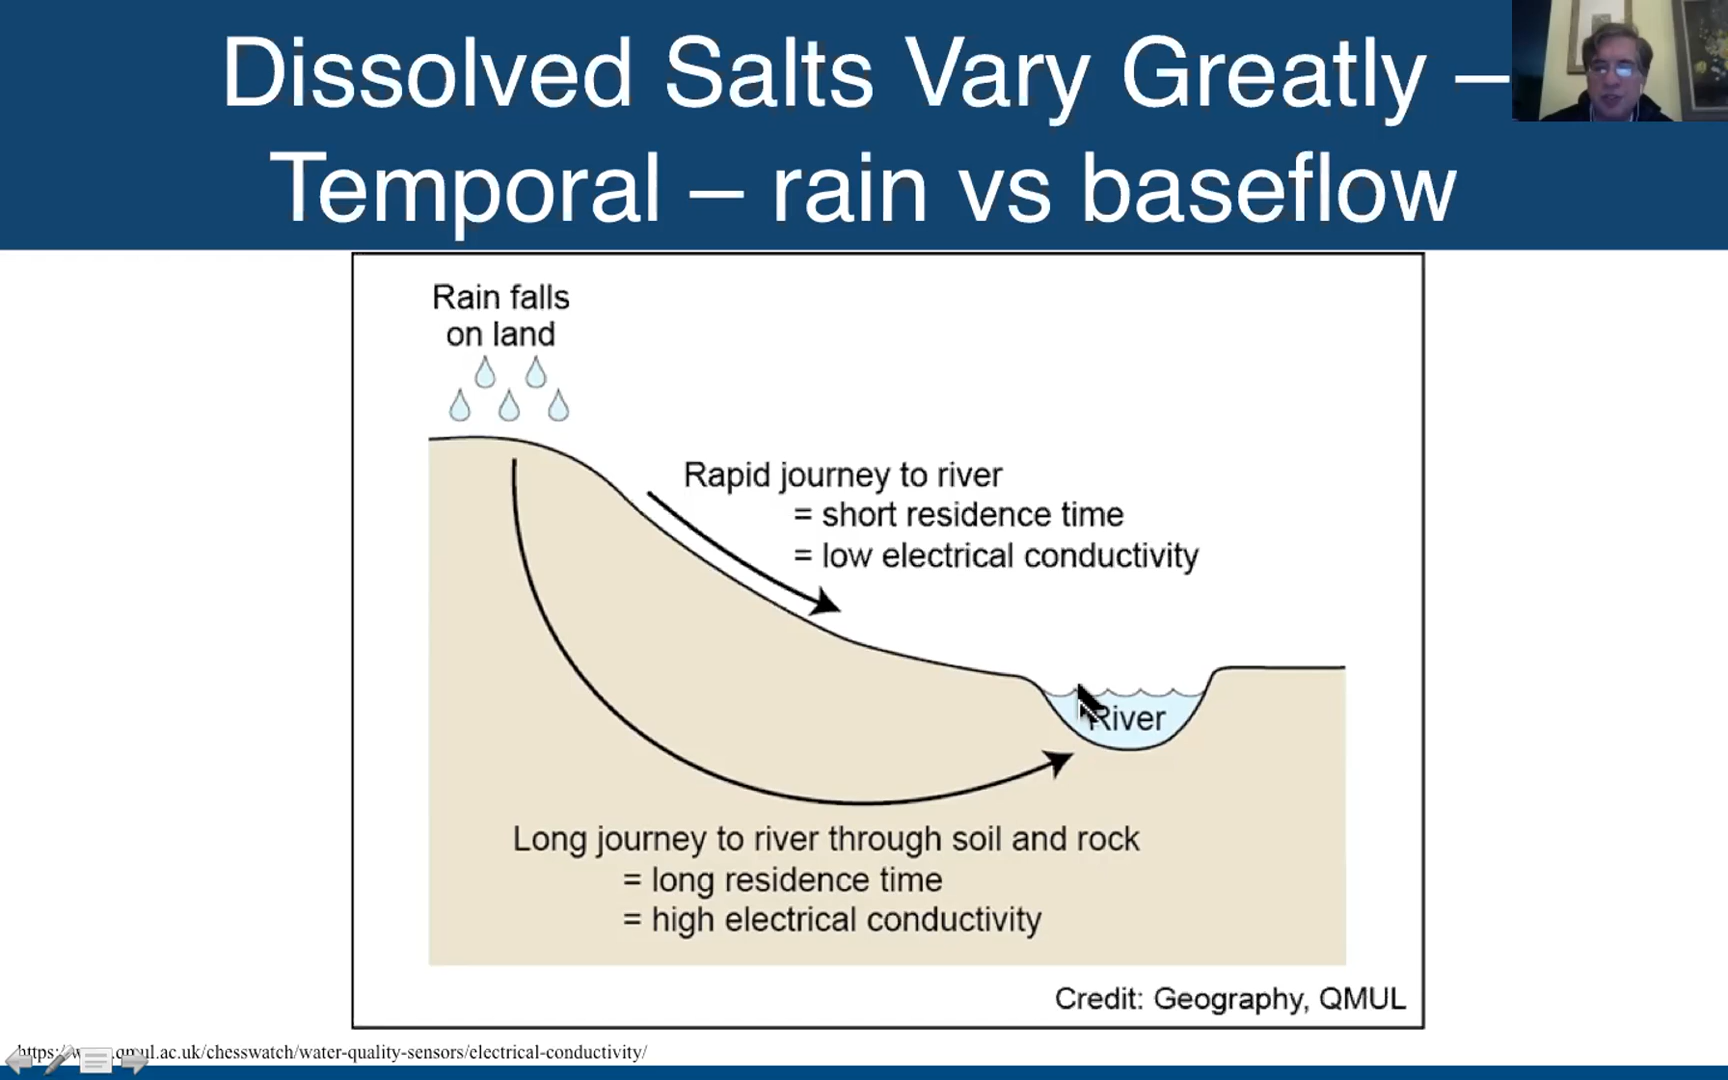 Dissolved Salts Vary Greatly –
Temporal – rain vs baseflow
Rain falls
on land
Rapid journey to river
= short residence time
= low electrical conductivity
River
Long journey to river through soil and rock
= long residence time
= high electrical conductivity
Credit: Geography, QMUL
.qmul.ac.uk/chesswatch/water-quality-sensors/electrical-conductivity/